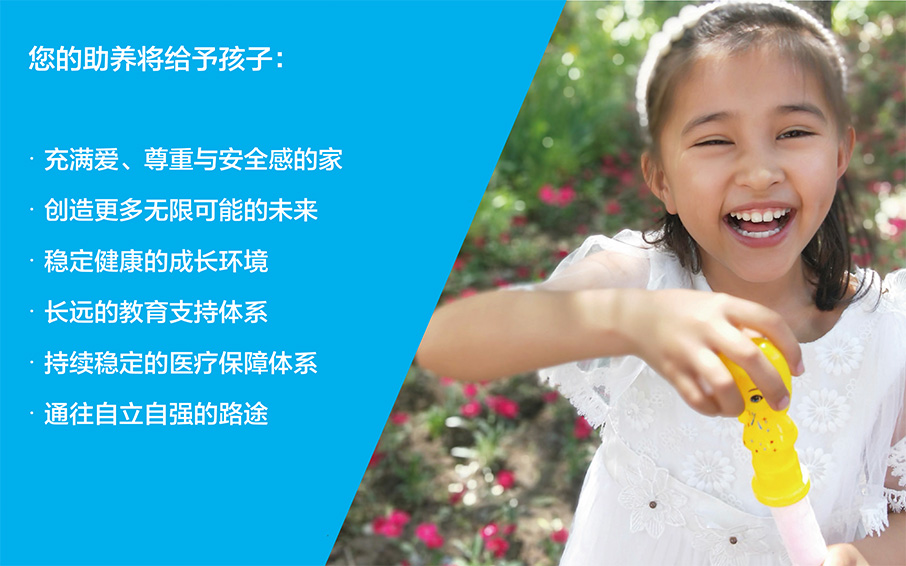 您的助养将给予孩子：
· 充满爱、尊重与安全感的家
· 创造更多无限可能的未来
· 稳定健康的成长环境
· 长远的教育支持体系
· 持续稳定的医疗保障体系
· 通往自立自强的路途